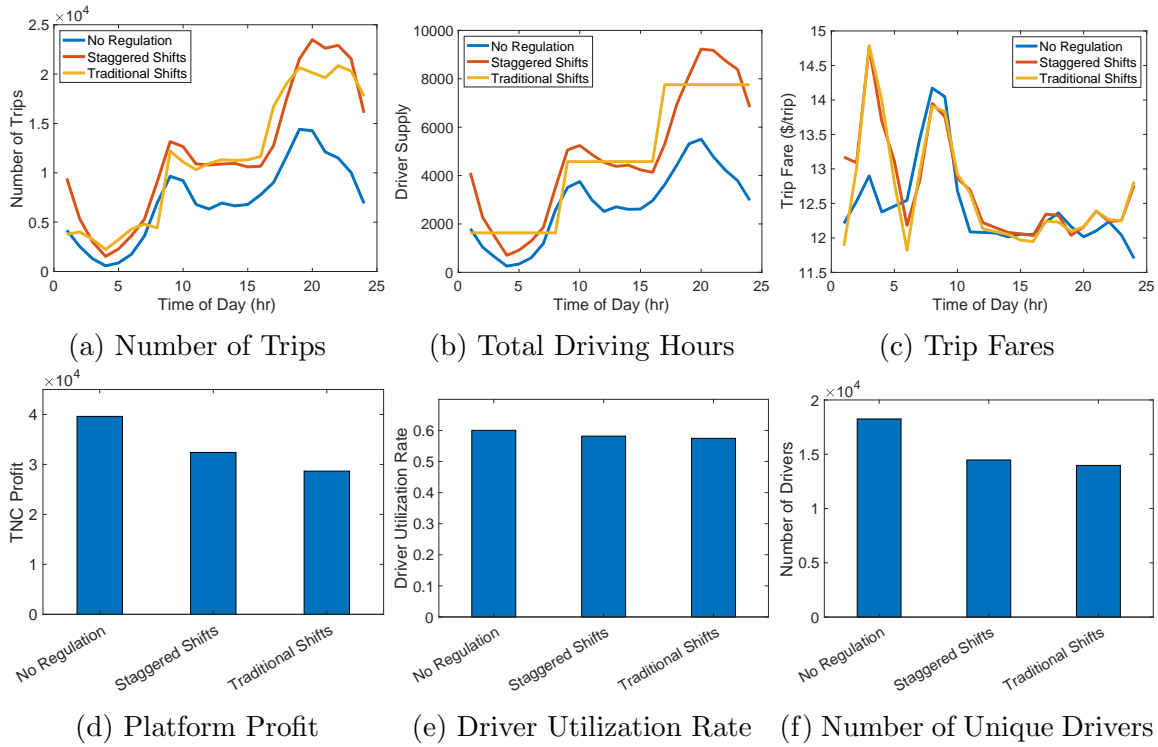 ×10⁴
2.5
2
1.5
1
0.5
0
0 5 10 15 20 25
Number of Trips
Time of Day (hr)
No Regulation
Staggered Shifts
Traditional Shifts
(a) Number of Trips
10000
8000
6000
4000
2000
0
0 5 10 15 20 25
Driver Supply
Time of Day (hr)
No Regulation
Staggered Shifts
Traditional Shifts
(b) Total Driving Hours
15
14.5
14
13.5
13
12.5
12
11.5
0 5 10 15 20 25
Trip Fare ($/trip)
Time of Day (hr)
No Regulation
Staggered Shifts
Traditional Shifts
(c) Trip Fares
×10⁴
4
3
2
1
0
TNC Profit
No Regulation
Staggered Shifts
Traditional Shifts
(d) Platform Profit
0.6
0.5
0.4
0.3
0.2
0.1
0
Driver Utilization Rate
No Regulation
Staggered Shifts
Traditional Shifts
(e) Driver Utilization Rate
×10⁴
2
1.5
1
0.5
0
Number of Drivers
No Regulation
Staggered Shifts
Traditional Shifts
(f) Number of Unique Drivers